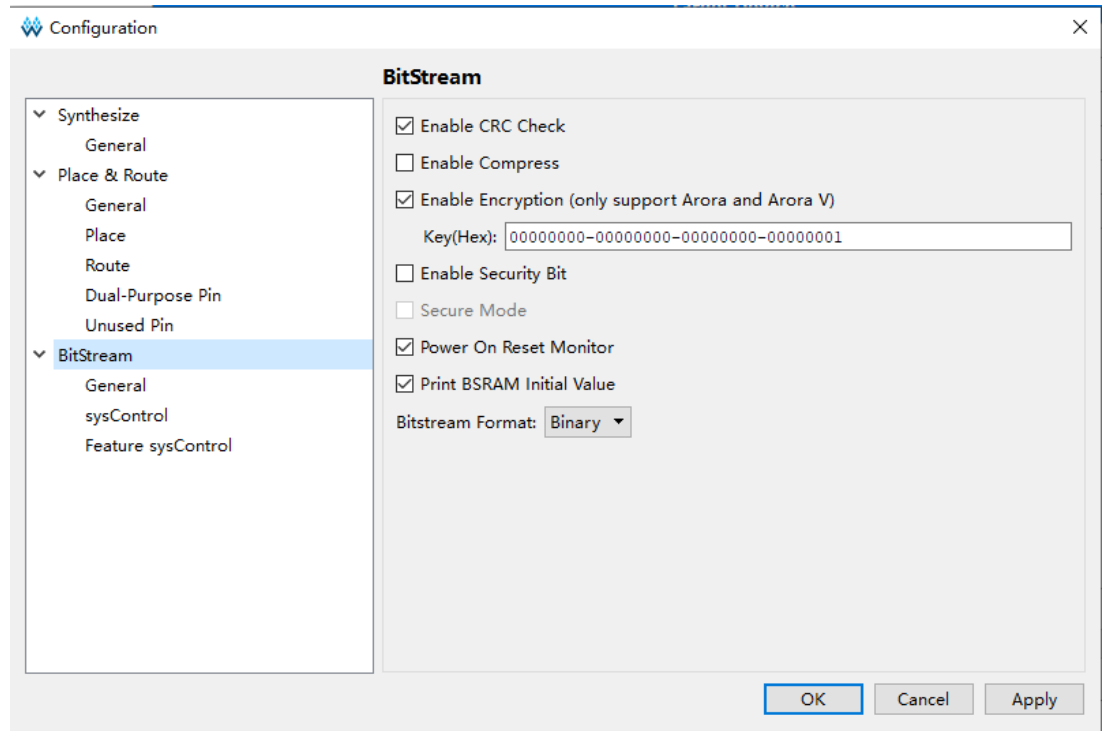 Configuration
BitStream
Synthesize
General
Place & Route
General
Place
Route
Dual-Purpose Pin
Unused Pin
BitStream
General
sysControl
Feature sysControl
Enable CRC Check
Enable Compress
Enable Encryption (only support Arora and Arora V)
Key(Hex): 00000000-00000000-00000000-00000001
Enable Security Bit
Secure Mode
Power On Reset Monitor
Print BSRAM Initial Value
Bitstream Format: Binary
OK Cancel Apply